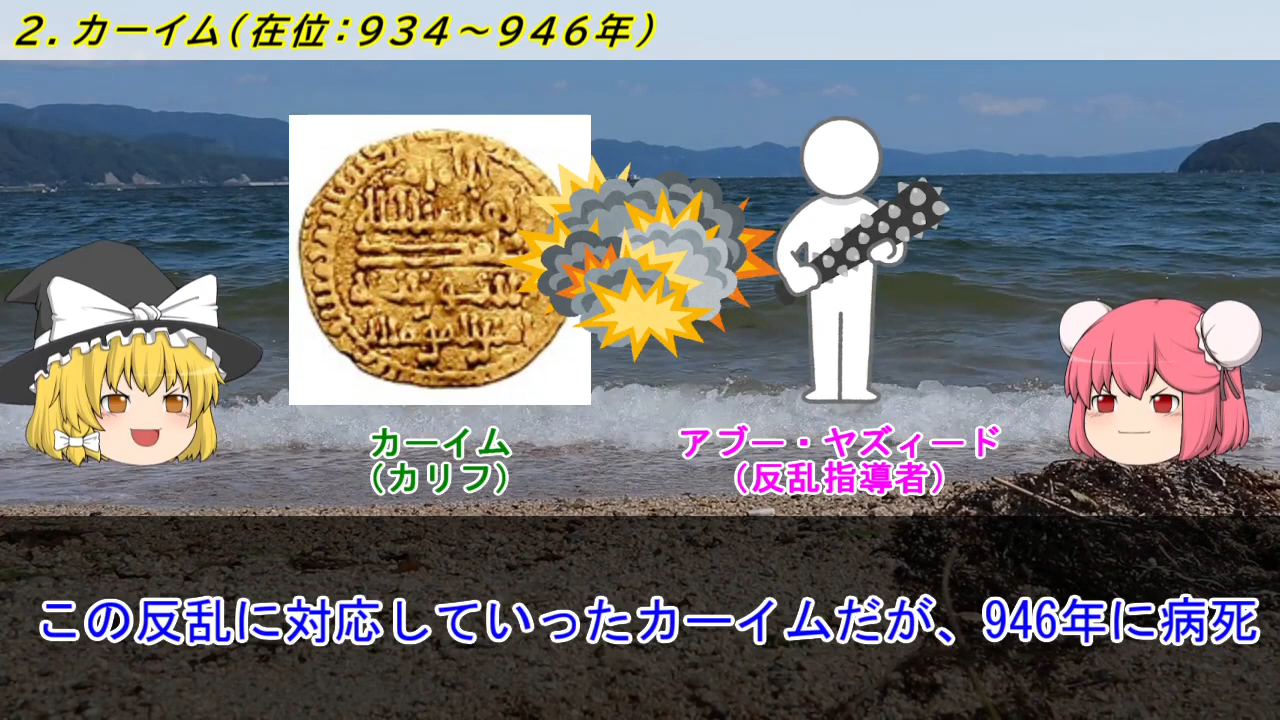 ２．カーイム（在位：９３４～９４６年）
カーイム
（カリフ）
アブー・ヤズィード
（反乱指導者）
この反乱に対応していったカーイムだが、946年に病死